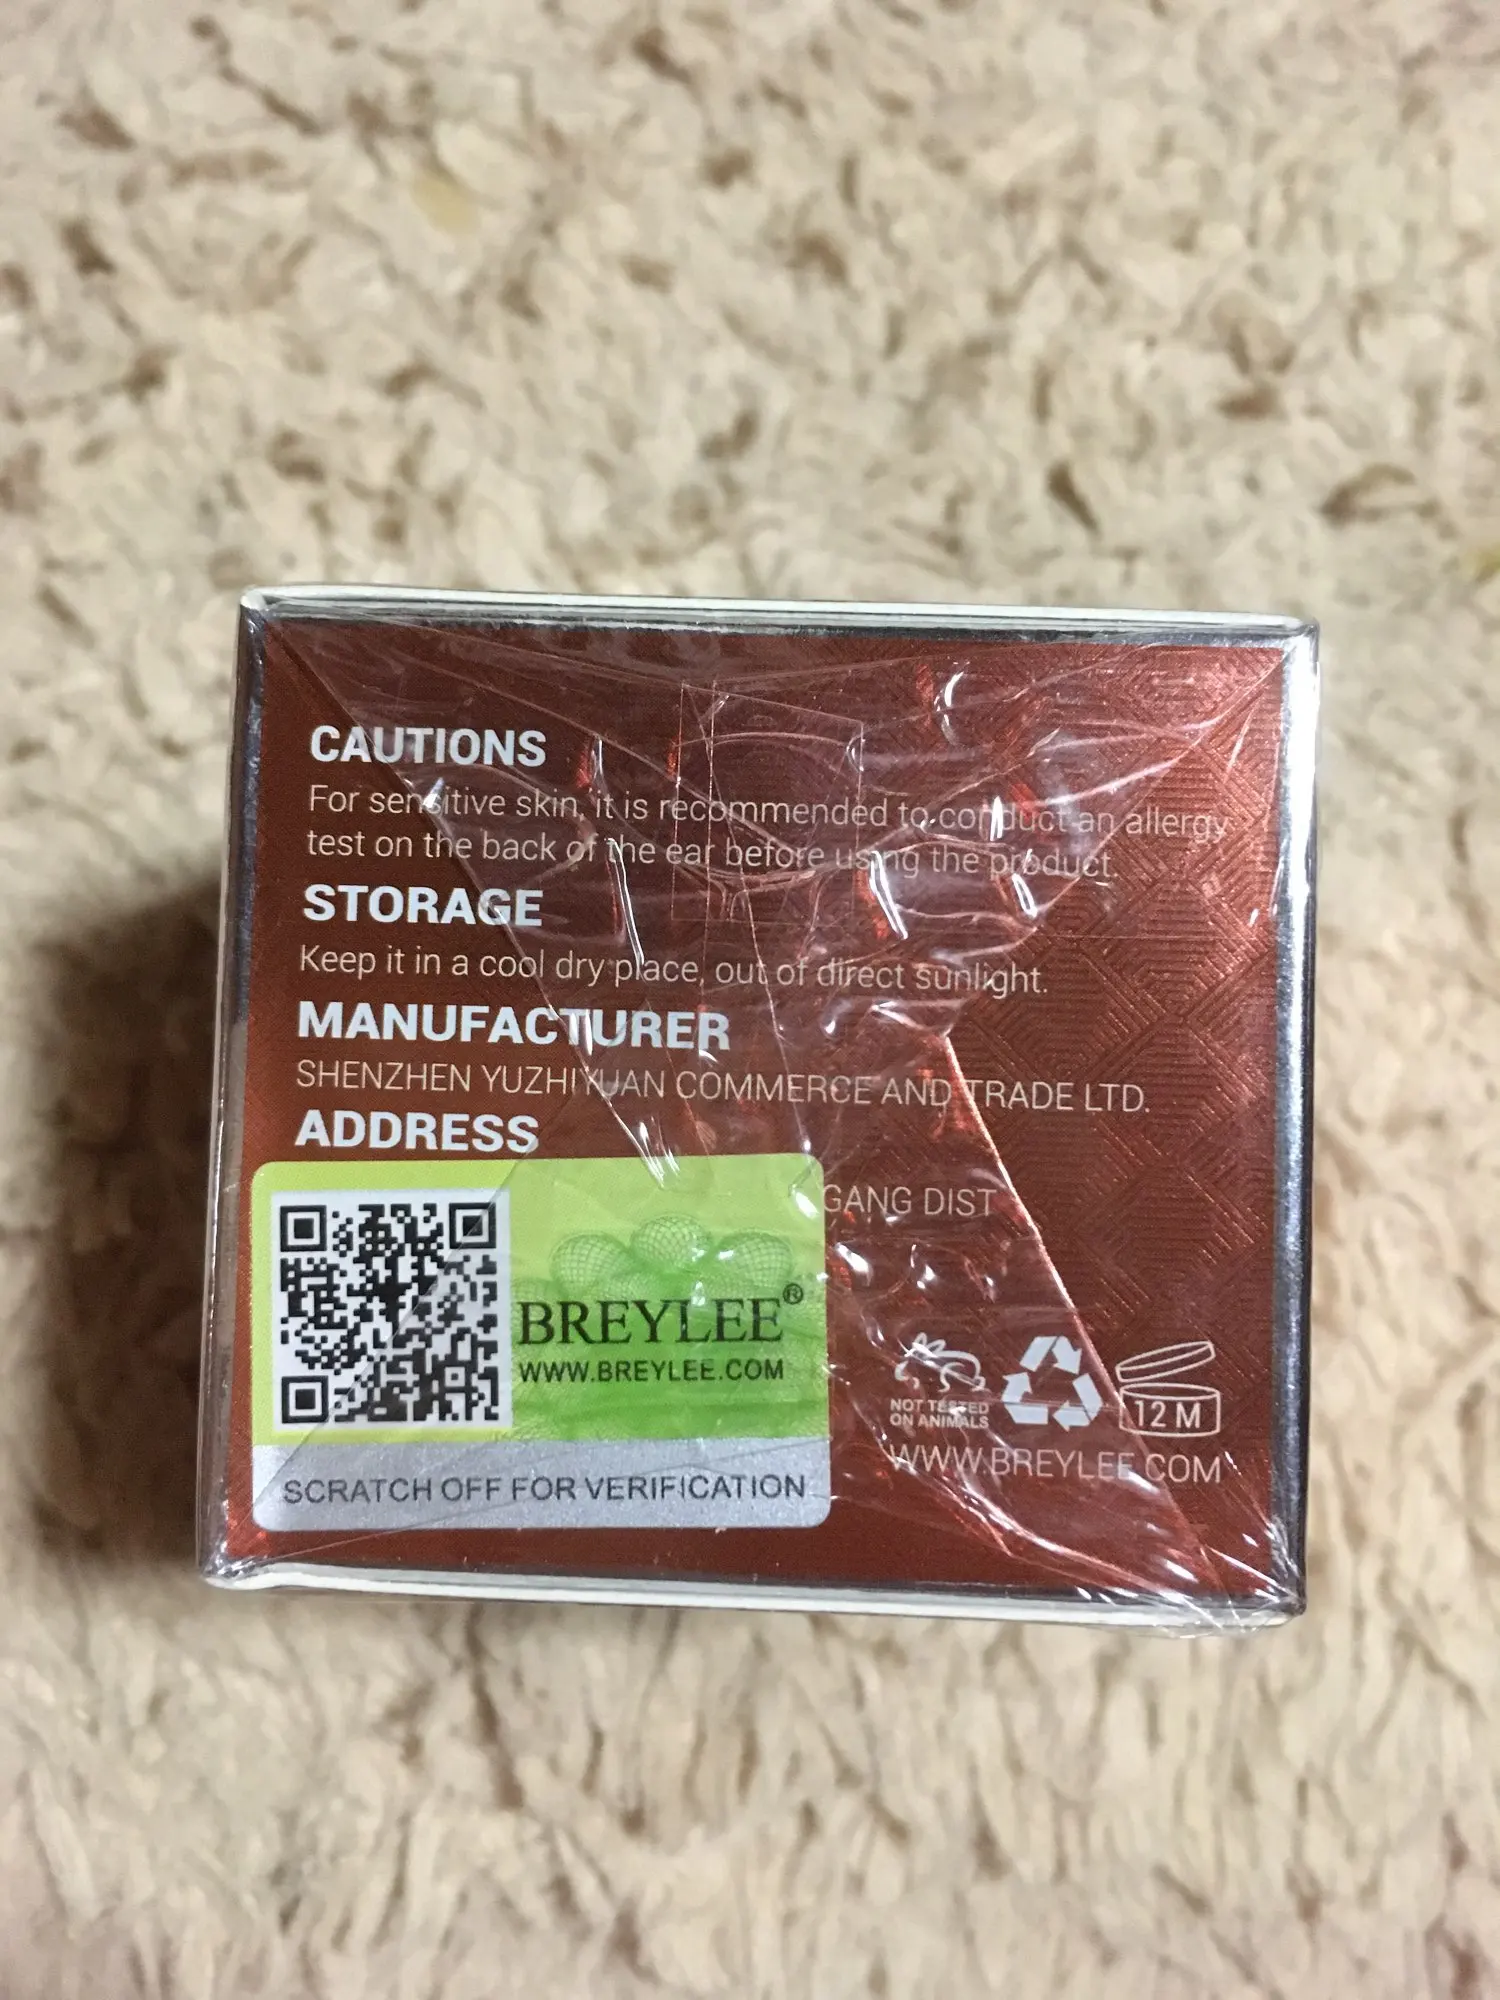 CAUTIONS
For sensitive skin, it is recommended to conduct an allergy
test on the back of the ear before using the product.
STORAGE
Keep it in a cool dry place, out of direct sunlight.
MANUFACTURER
SHENZHEN YUZHIYUAN COMMERCE AND TRADE LTD.
ADDRESS
GANG DIST
BREYLEE®
WWW.BREYLEE.COM
SCRATCH OFF FOR VERIFICATION
NOT TESTED
ON ANIMALS
12 M
WWW.BREYLEE.COM